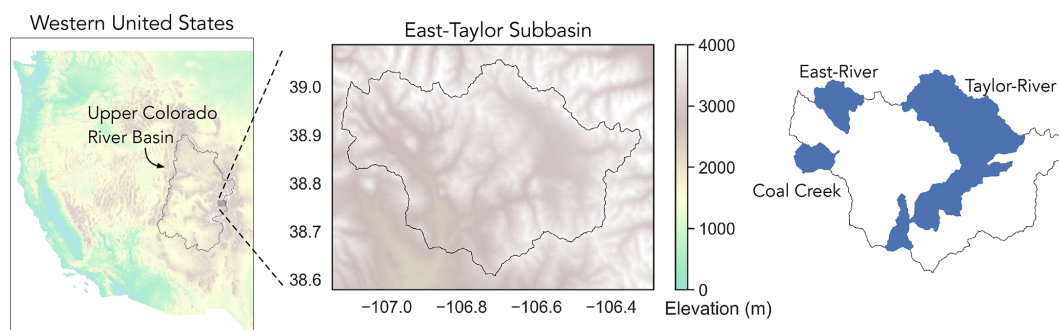 Western United States
Upper Colorado
River Basin
East-Taylor Subbasin
39.0
38.9
38.8
38.7
38.6
−107.0
−106.8
−106.6
−106.4
4000
3000
2000
1000
0
Elevation (m)
East-River
Taylor-River
Coal Creek